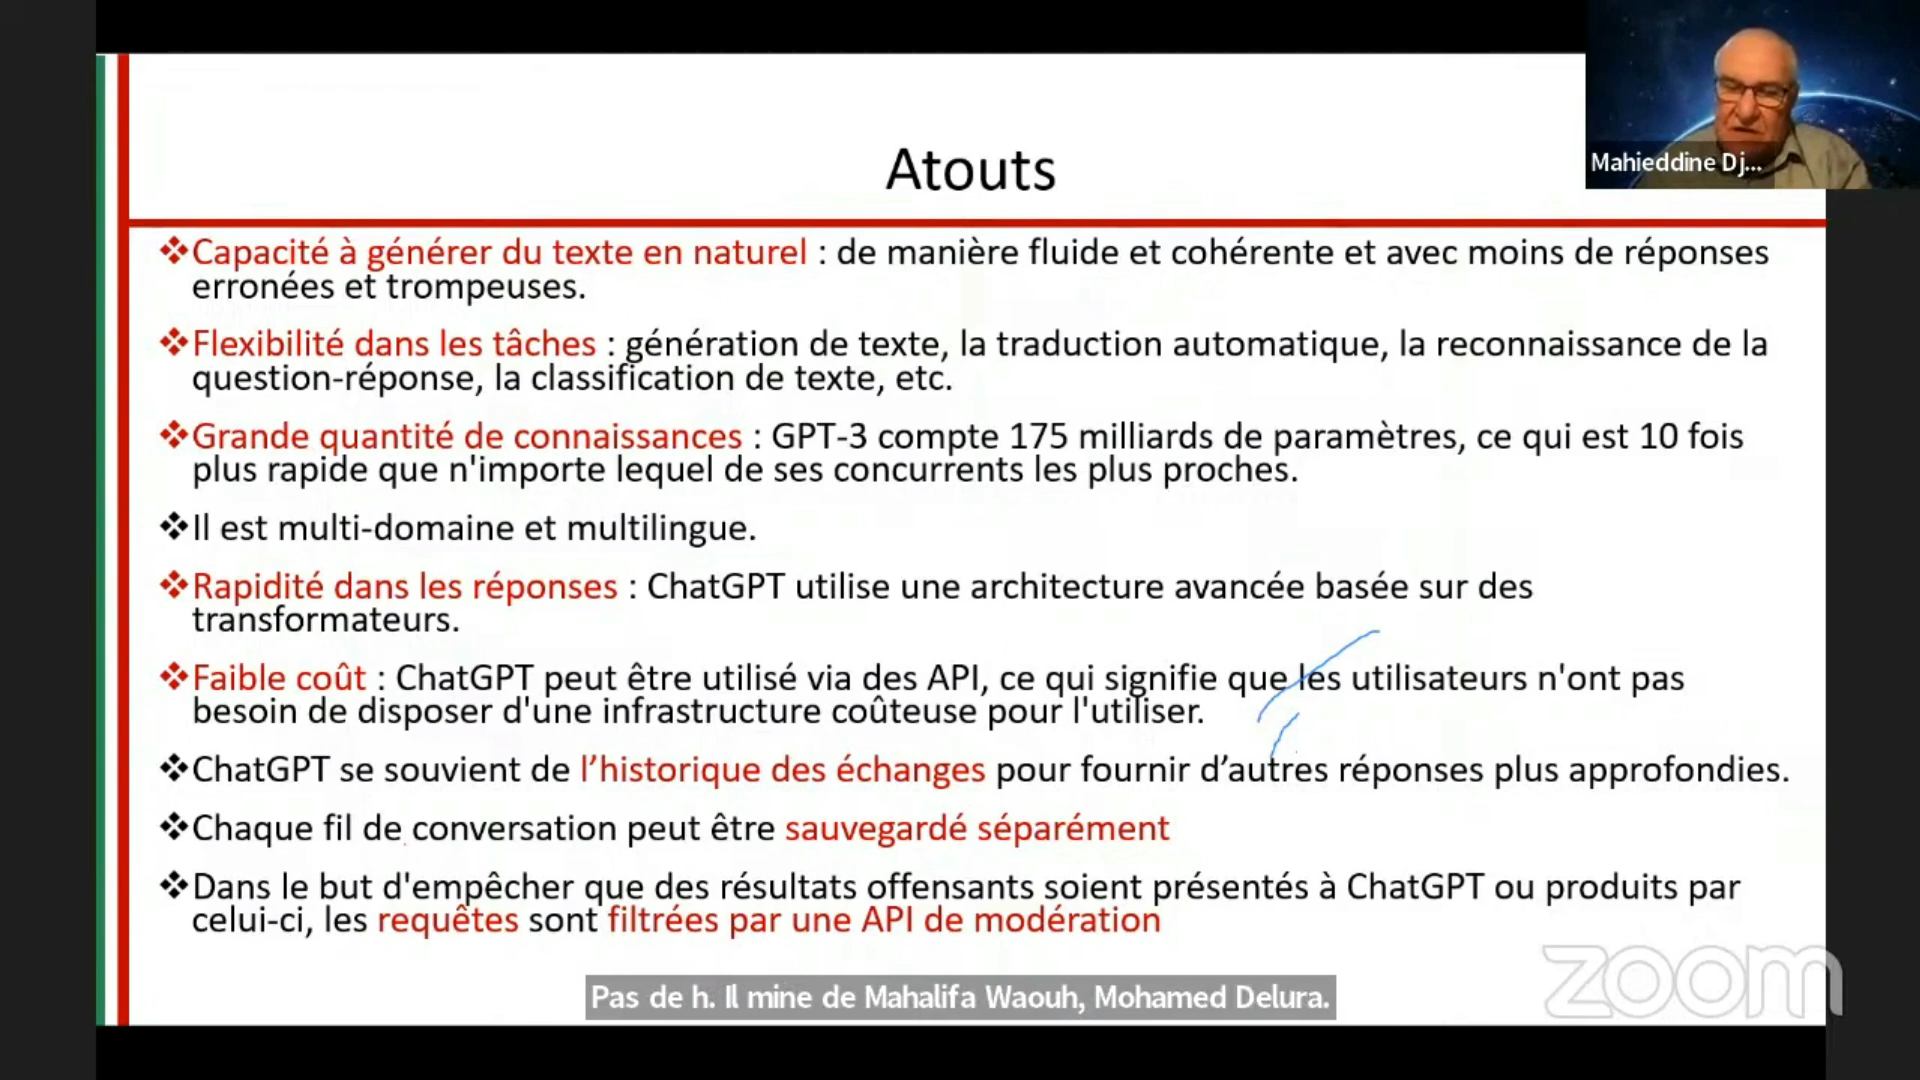 Atouts
Mahieddine Dj...
❖Capacité à générer du texte en naturel : de manière fluide et cohérente et avec moins de réponses
erronées et trompeuses.
❖Flexibilité dans les tâches : génération de texte, la traduction automatique, la reconnaissance de la
question-réponse, la classification de texte, etc.
❖Grande quantité de connaissances : GPT-3 compte 175 milliards de paramètres, ce qui est 10 fois
plus rapide que n'importe lequel de ses concurrents les plus proches.
❖Il est multi-domaine et multilingue.
❖Rapidité dans les réponses : ChatGPT utilise une architecture avancée basée sur des
transformateurs.
❖Faible coût : ChatGPT peut être utilisé via des API, ce qui signifie que les utilisateurs n'ont pas
besoin de disposer d'une infrastructure coûteuse pour l'utiliser.
❖ChatGPT se souvient de l’historique des échanges pour fournir d’autres réponses plus approfondies.
❖Chaque fil de conversation peut être sauvegardé séparément
❖Dans le but d'empêcher que des résultats offensants soient présentés à ChatGPT ou produits par
celui-ci, les requêtes sont filtrées par une API de modération
zoom
Pas de h. Il mine de Mahalifa Waouh, Mohamed Delura.